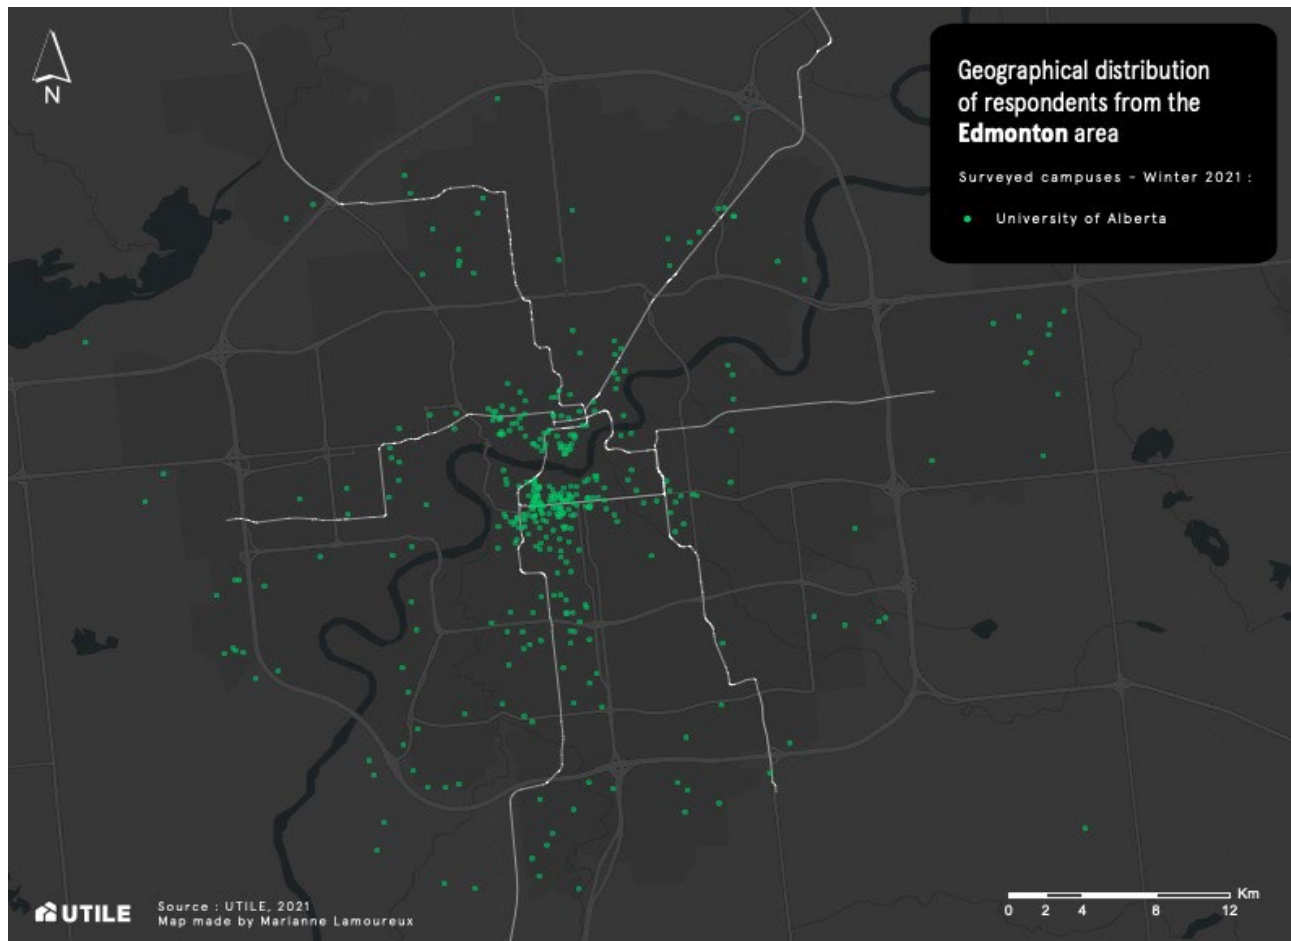 N
Geographical distribution
of respondents from the
Edmonton area
Surveyed campuses - Winter 2021 :
University of Alberta
UTILE
Source : UTILE, 2021
Map made by Marianne Lamoureux
Km
0 2 4 8 12